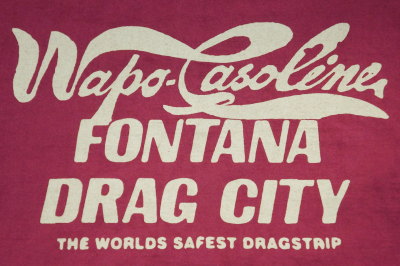 Wapo-Gasoline
FONTANA
DRAG CITY
THE WORLDS SAFEST DRAGSTRIP